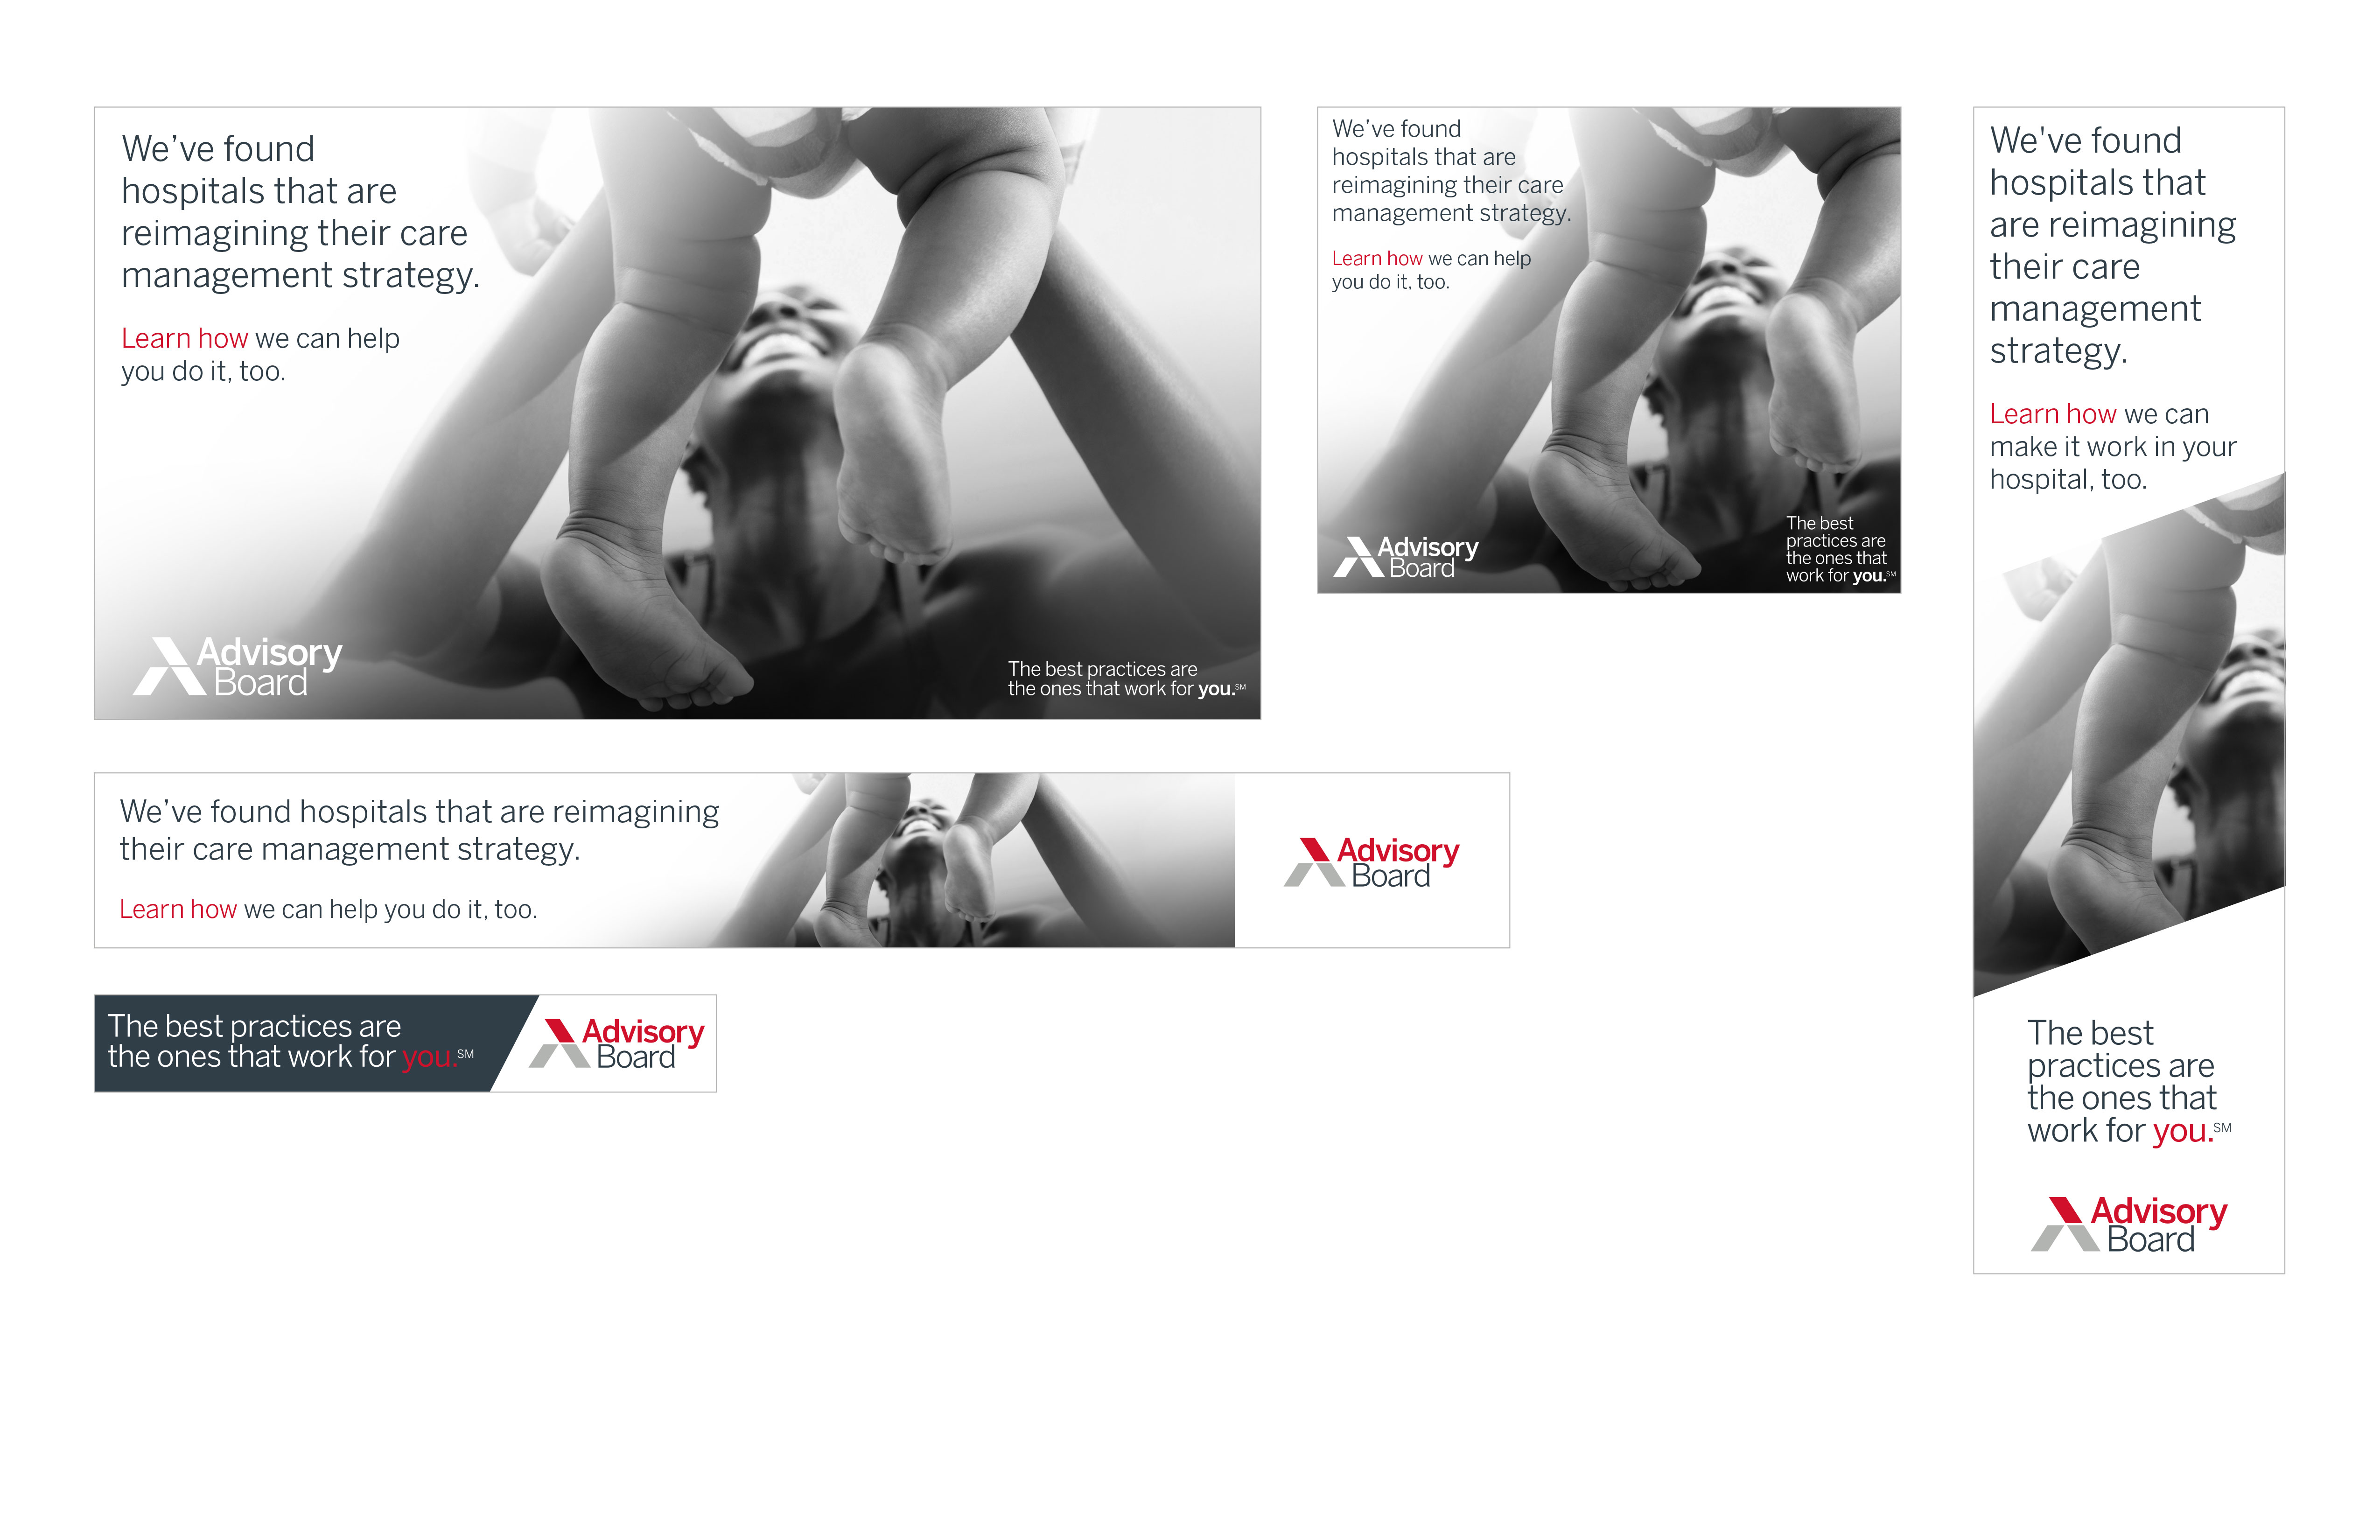 We’ve found
hospitals that are
reimagining their care
management strategy.
Learn how we can help
you do it, too.
Advisory
Board
The best practices are
the ones that work for you.℠
We’ve found
hospitals that are
reimagining their care
management strategy.
Learn how we can help
you do it, too.
Advisory
Board
The best
practices are
the ones that
work for you.℠
We've found
hospitals that
are reimagining
their care
management
strategy.
Learn how we can
make it work in your
hospital, too.
The best
practices are
the ones that
work for you.℠
Advisory
Board
We’ve found hospitals that are reimagining
their care management strategy.
Learn how we can help you do it, too.
Advisory
Board
The best practices are
the ones that work for you.℠
Advisory
Board